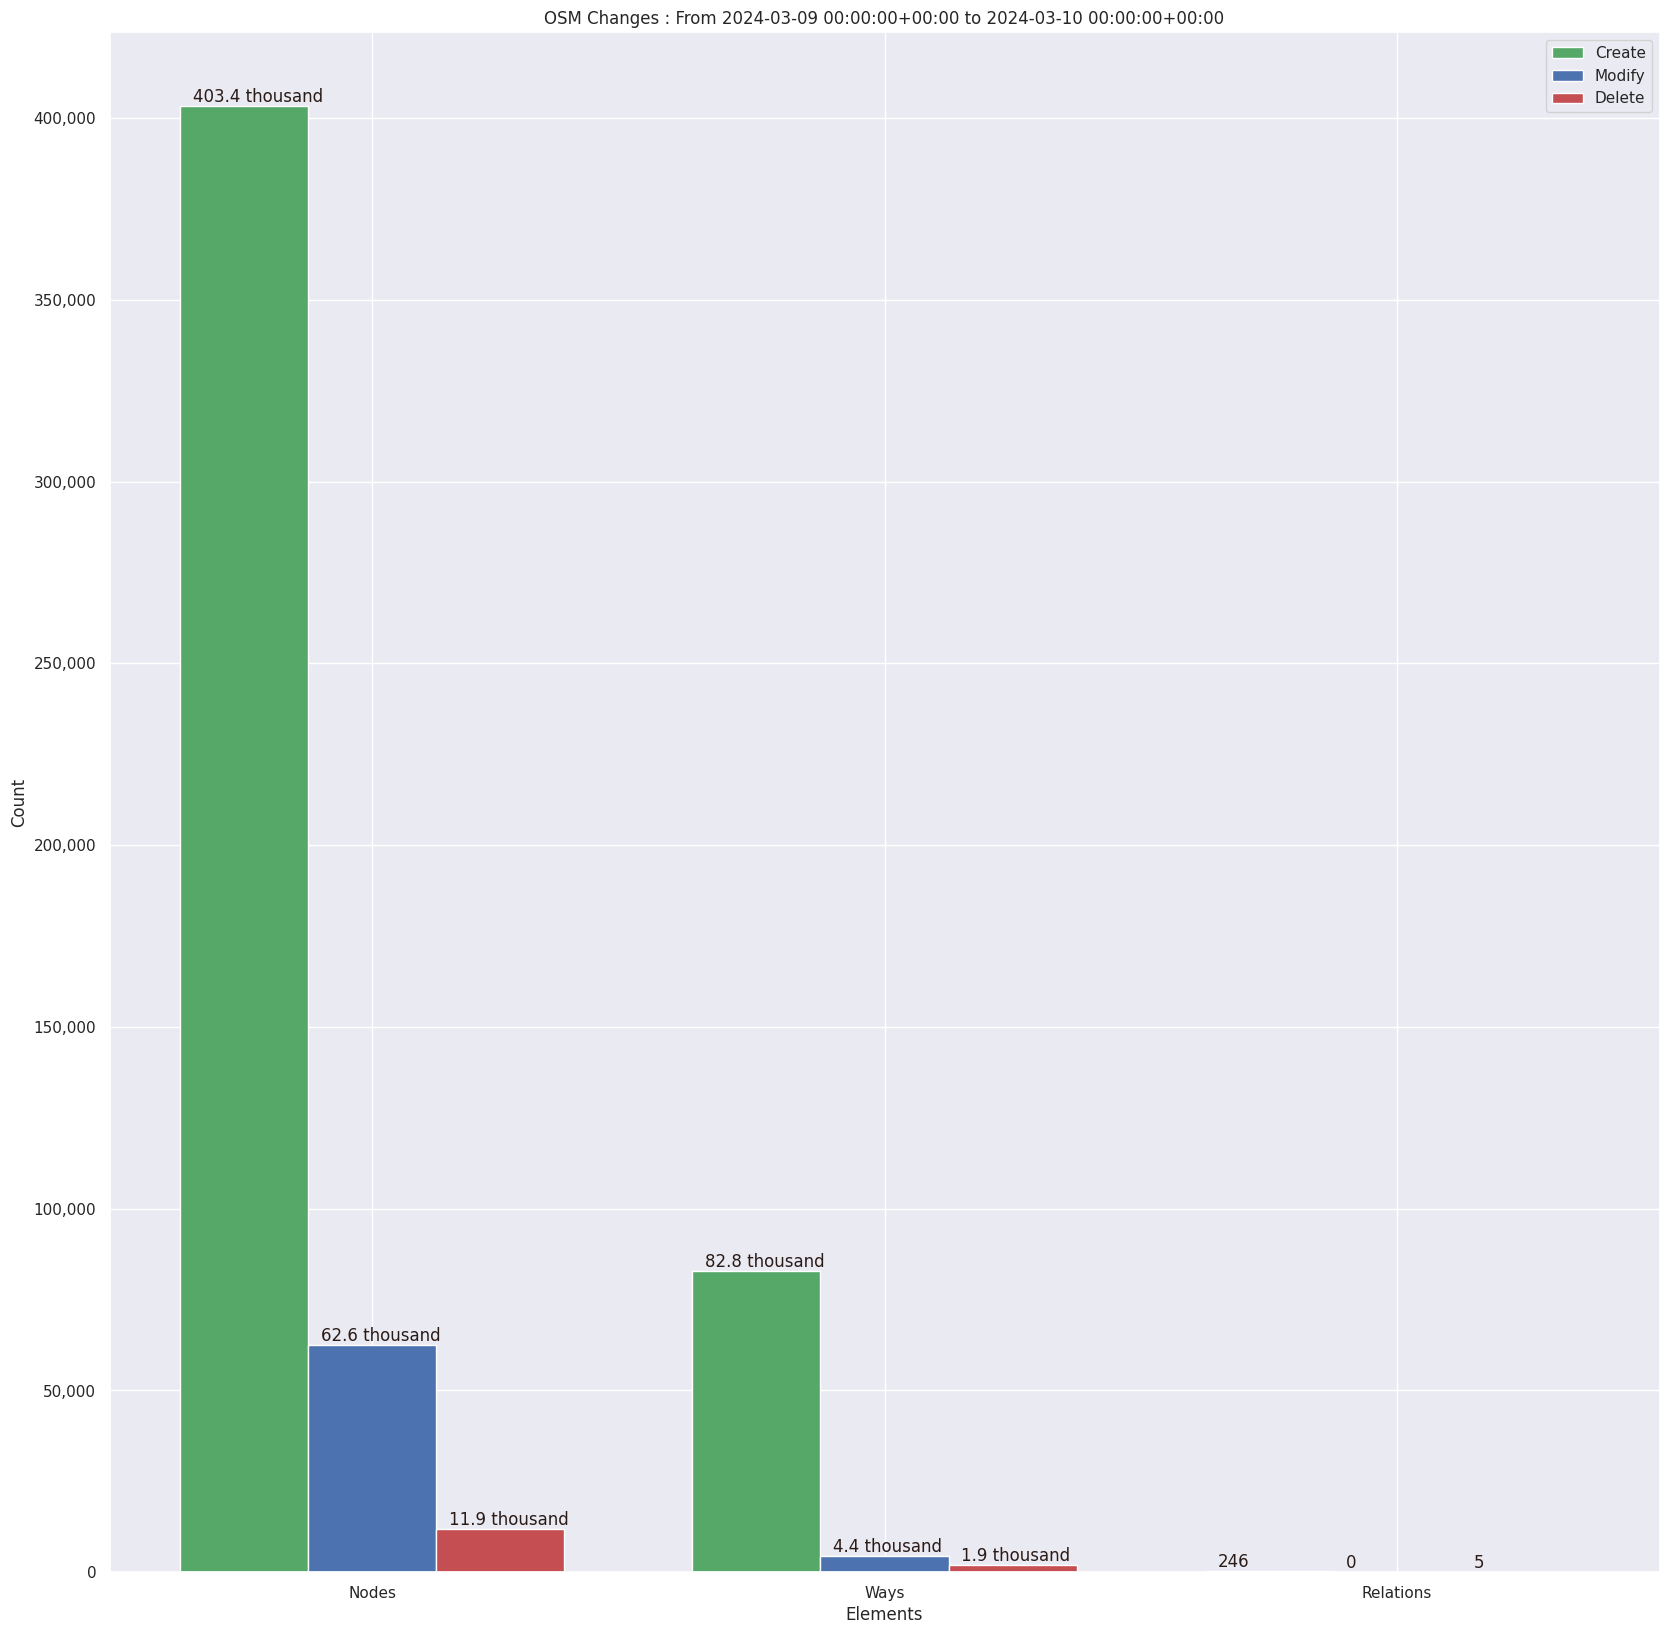 OSM Changes : From 2024-03-09 00:00:00+00:00 to 2024-03-10 00:00:00+00:00
Create
Modify
Delete
403.4 thousand
400,000
350,000
300,000
250,000
200,000
150,000
100,000
50,000
0
Count
82.8 thousand
62.6 thousand
11.9 thousand
4.4 thousand
1.9 thousand
246
0
5
Nodes
Ways
Relations
Elements